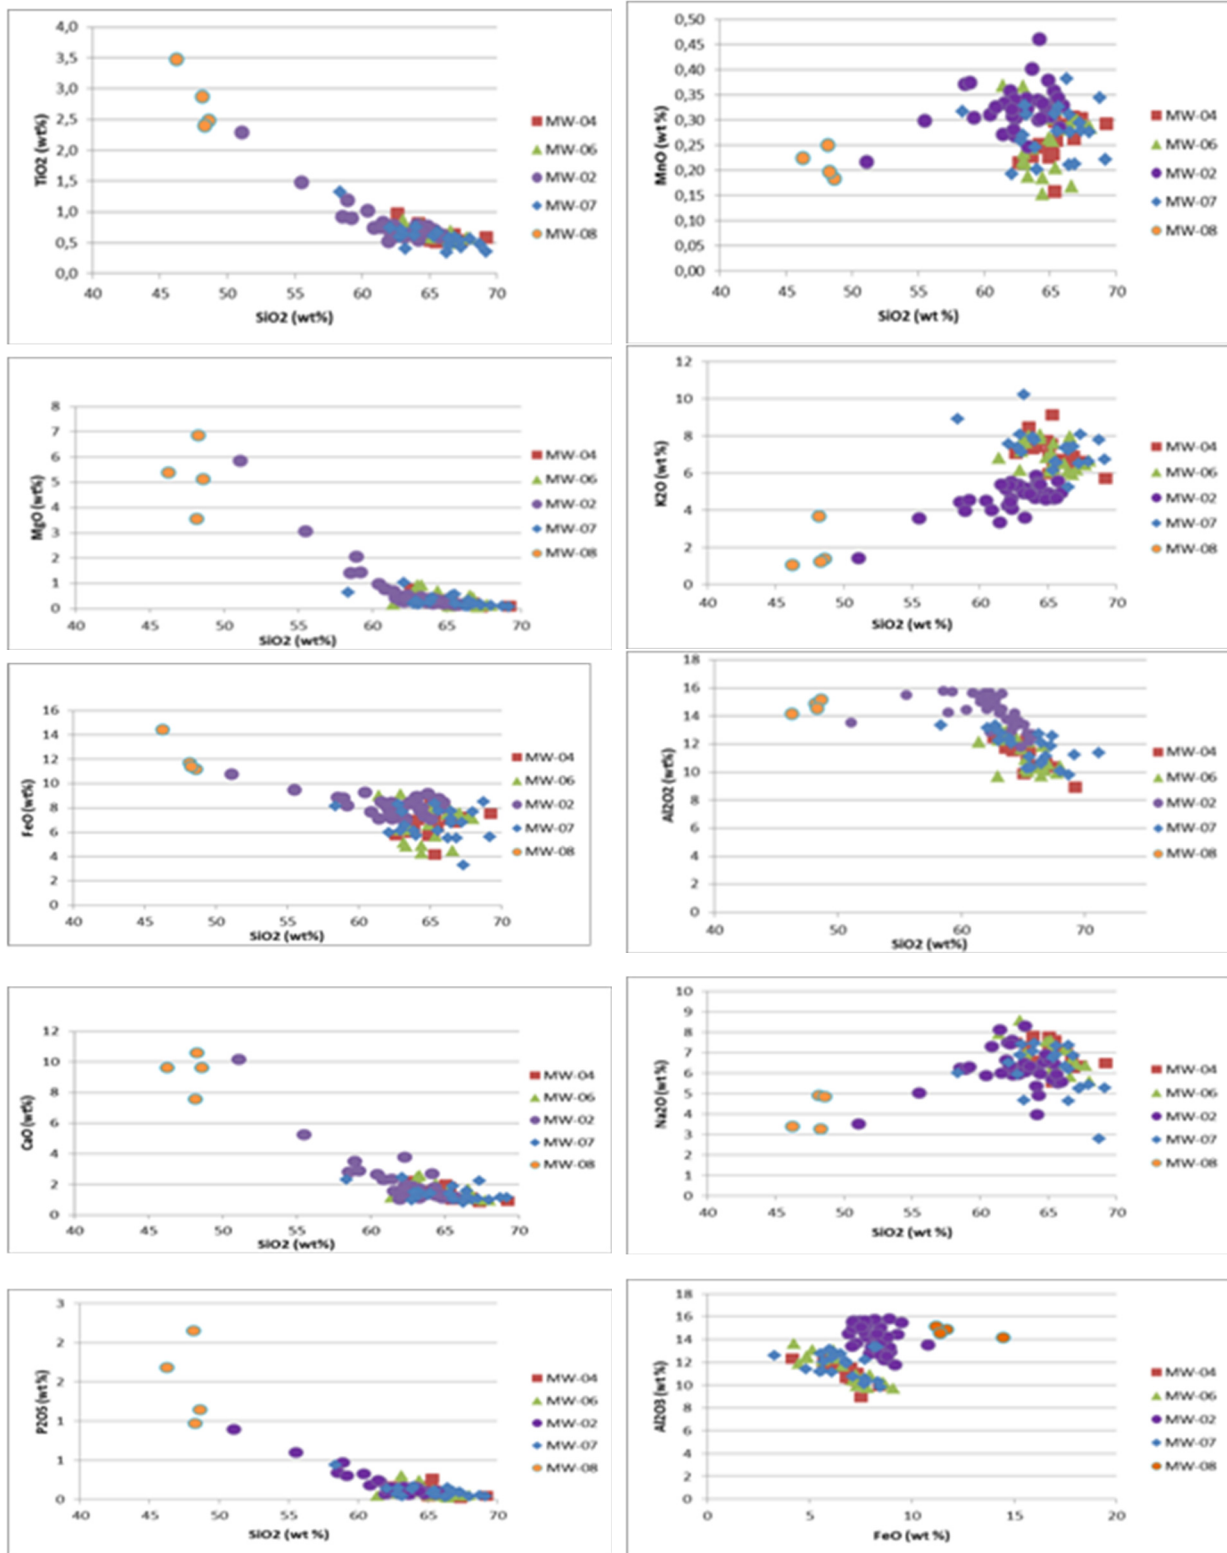 4,0
3,5
3,0
2,5
2,0
1,5
1,0
0,5
0,0
40 45 50 55 60 65 70
TiO2 (wt%)
SiO2 (wt%)
MW-04
MW-06
MW-02
MW-07
MW-08
0,50
0,45
0,40
0,35
0,30
0,25
0,20
0,15
0,10
0,05
0,00
40 45 50 55 60 65 70
MnO (wt%)
SiO2 (wt %)
MW-04
MW-06
MW-02
MW-07
MW-08
8
7
6
5
4
3
2
1
0
40 45 50 55 60 65 70
MgO (wt%)
SiO2 (wt%)
MW-04
MW-06
MW-02
MW-07
MW-08
12
10
8
6
4
2
0
40 45 50 55 60 65 70
K2O (wt %)
SiO2 (wt %)
MW-04
MW-06
MW-02
MW-07
MW-08
16
14
12
10
8
6
4
2
0
40 45 50 55 60 65 70
FeO (wt%)
SiO2 (wt%)
MW-04
MW-06
MW-02
MW-07
MW-08
18
16
14
12
10
8
6
4
2
0
40 50 60 70
Al2O2 (wt%)
SiO2 (wt%)
MW-04
MW-06
MW-02
MW-07
MW-08
12
10
8
6
4
2
0
40 45 50 55 60 65 70
CaO (wt%)
SiO2 (wt%)
MW-04
MW-06
MW-02
MW-07
MW-08
10
9
8
7
6
5
4
3
2
1
0
40 45 50 55 60 65 70
Na2O (wt%)
SiO2 (wt%)
MW-04
MW-06
MW-02
MW-07
MW-08
3
2
2
1
1
0
40 45 50 55 60 65 70
P2O5 (wt%)
SiO2 (wt %)
MW-04
MW-06
MW-02
MW-07
MW-08
18
16
14
12
10
8
6
4
2
0
0 5 10 15 20
Al2O3 (wt %)
FeO (wt %)
MW-04
MW-06
MW-02
MW-07
MW-08